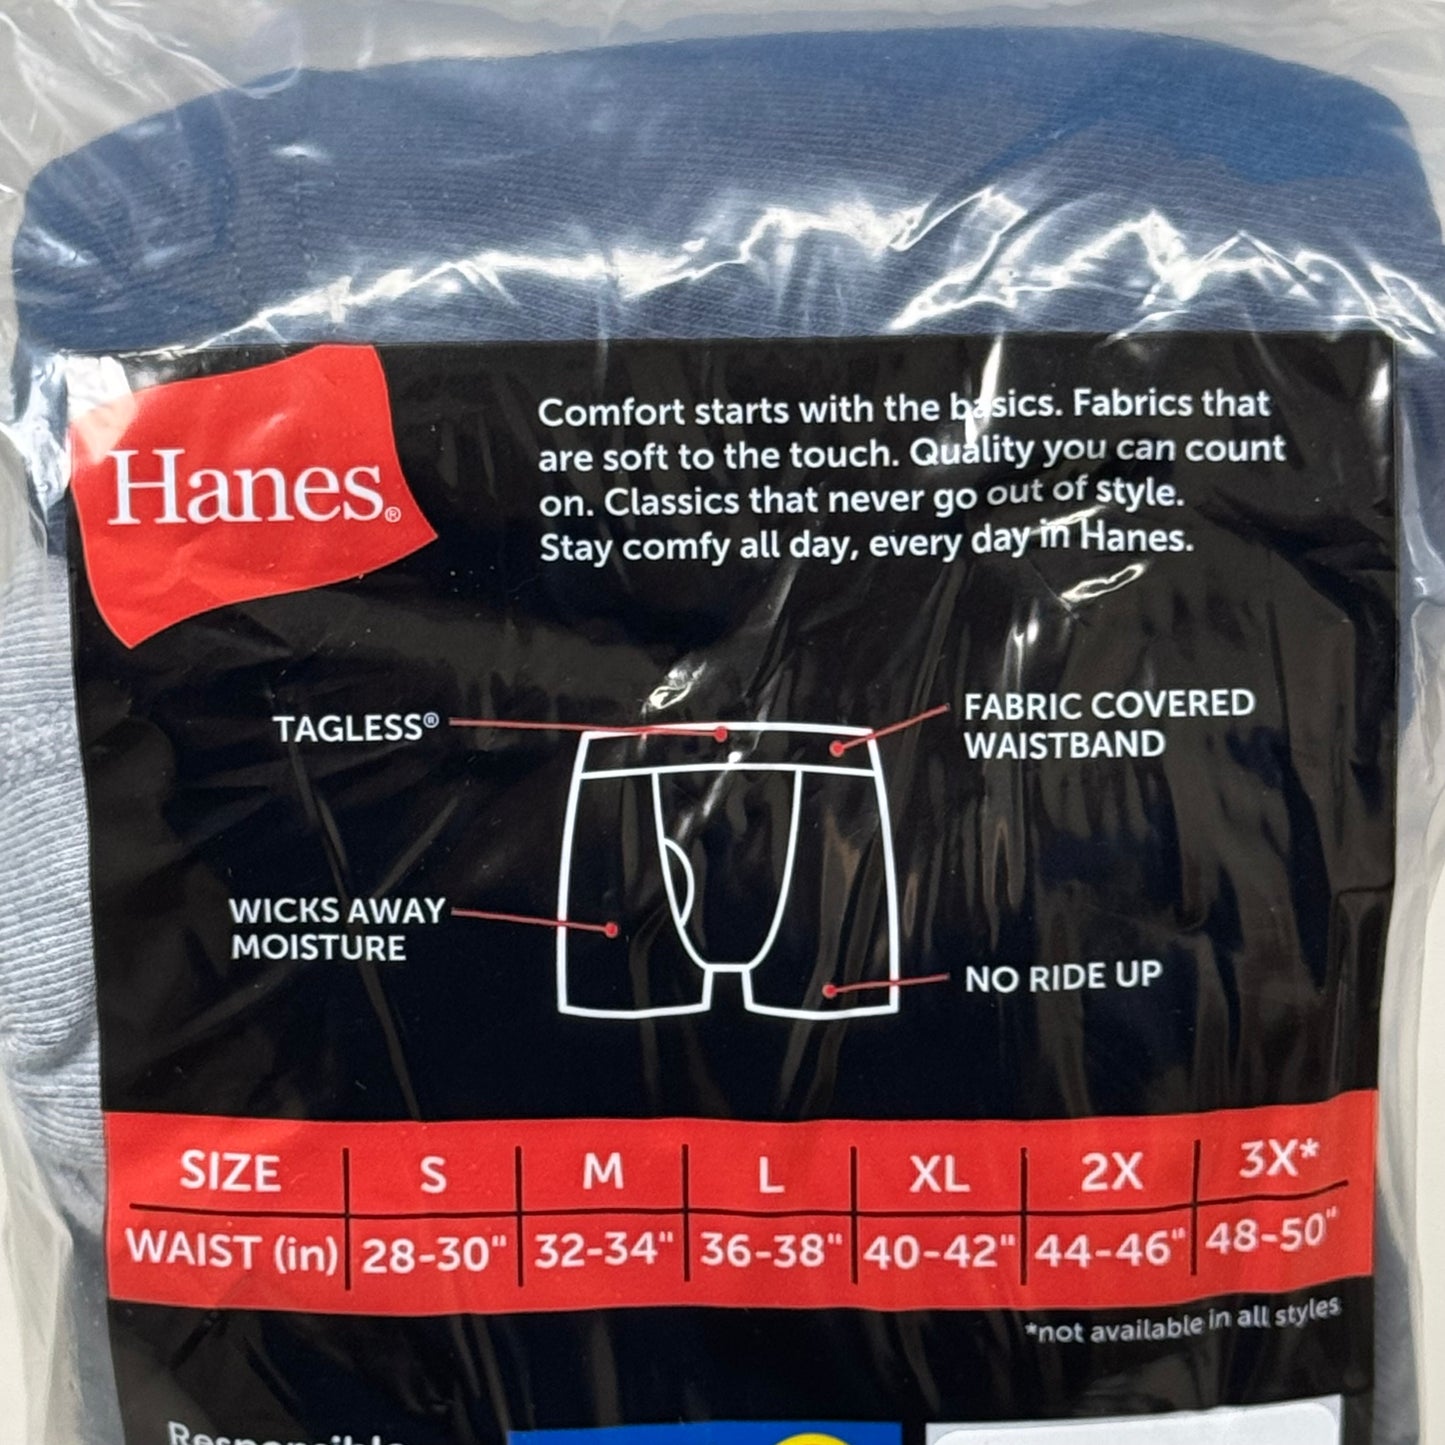 Hanes®
Comfort starts with the basics. Fabrics that
are soft to the touch. Quality you can count
on. Classics that never go out of style.
Stay comfy all day, every day in Hanes.
TAGLESS®
FABRIC COVERED
WAISTBAND
WICKS AWAY
MOISTURE
NO RIDE UP
SIZE S M L XL 2X 3X*
WAIST (in) 28-30" 32-34" 36-38" 40-42" 44-46" 48-50"
*not available in all styles
Responsible